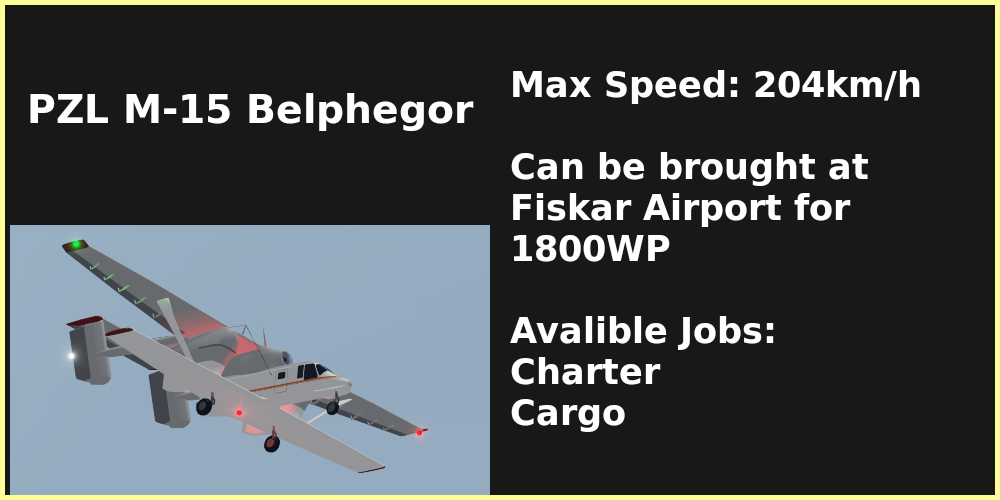 PZL M-15 Belphegor
Max Speed: 204km/h
Can be brought at
Fiskar Airport for
1800WP
Avalible Jobs:
Charter
Cargo